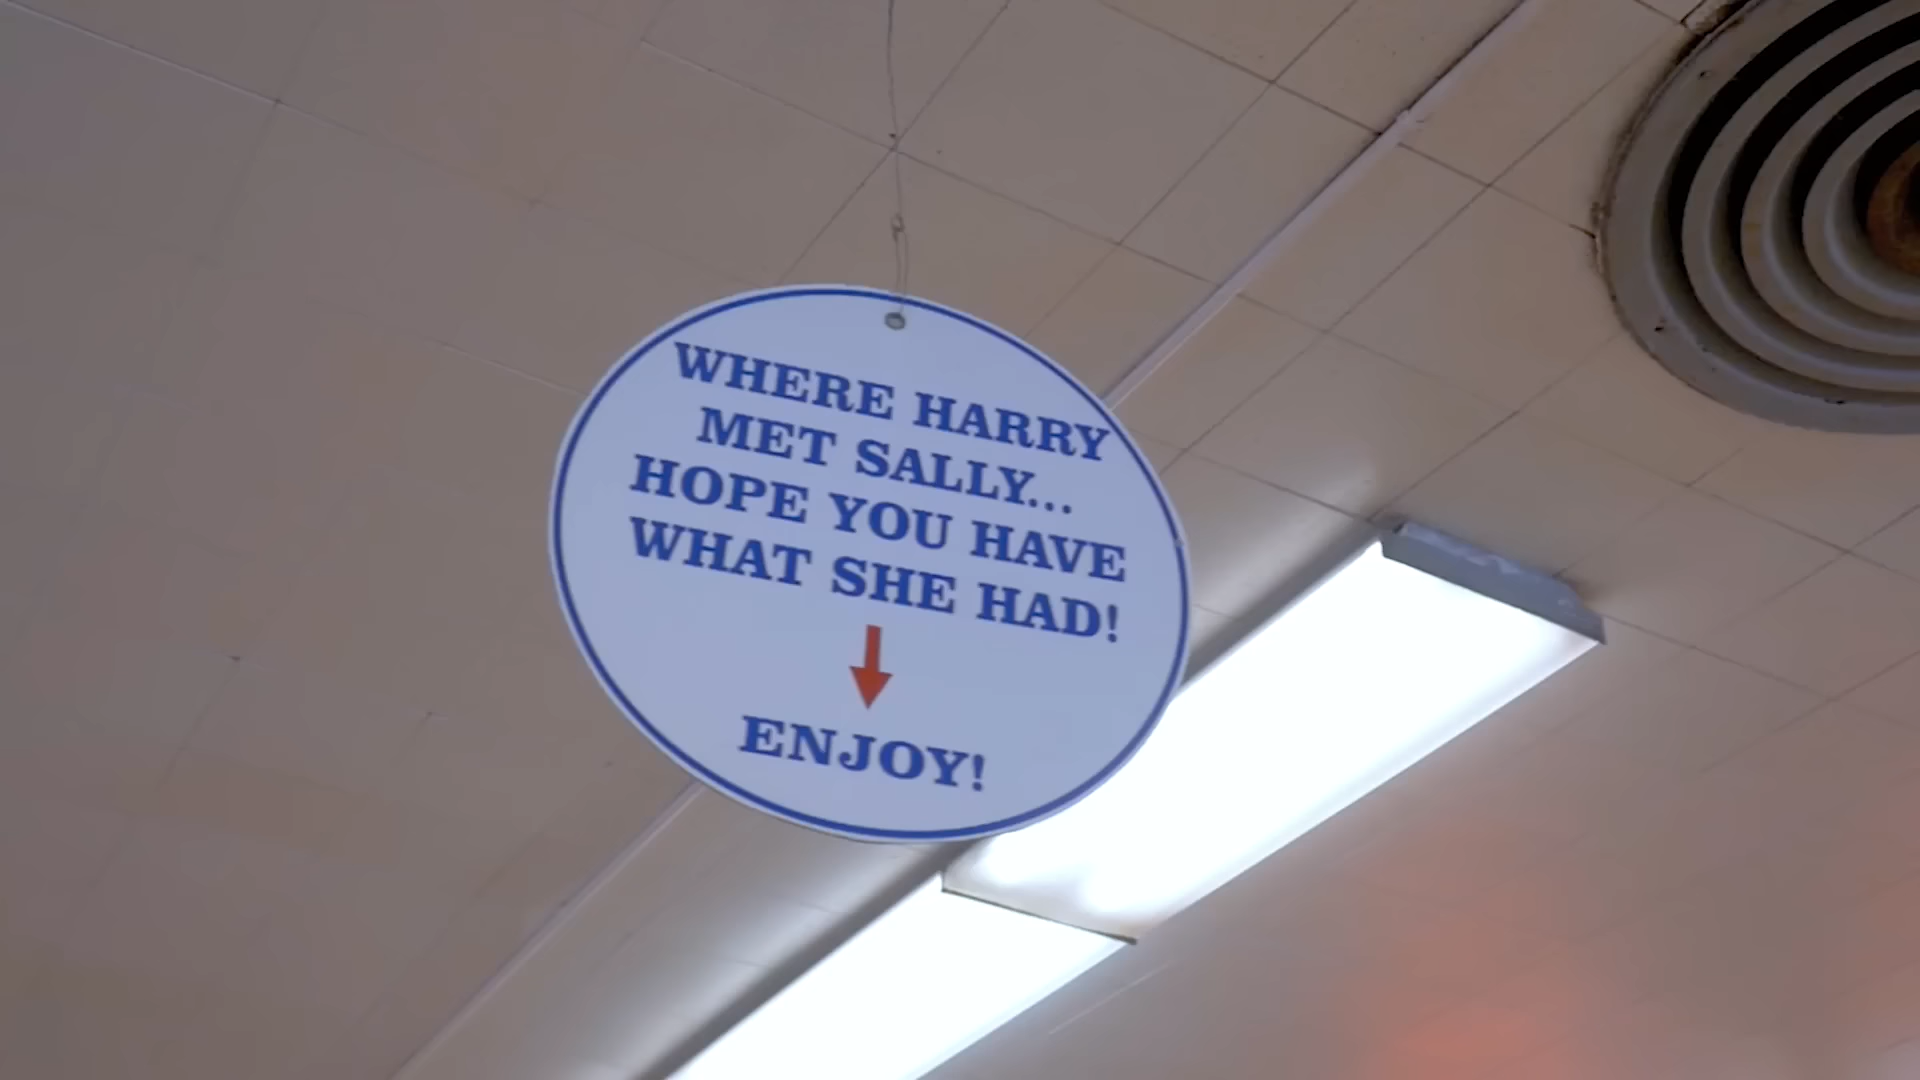 WHERE HARRY
MET SALLY...
HOPE YOU HAVE
WHAT SHE HAD!
ENJOY!